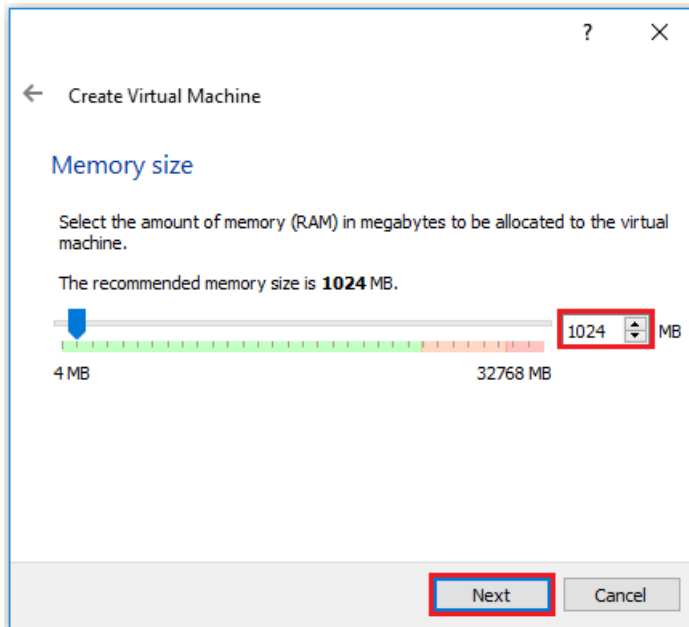 ?
Create Virtual Machine
Memory size
Select the amount of memory (RAM) in megabytes to be allocated to the virtual
machine.
The recommended memory size is 1024 MB.
1024 MB
4 MB 32768 MB
Next Cancel